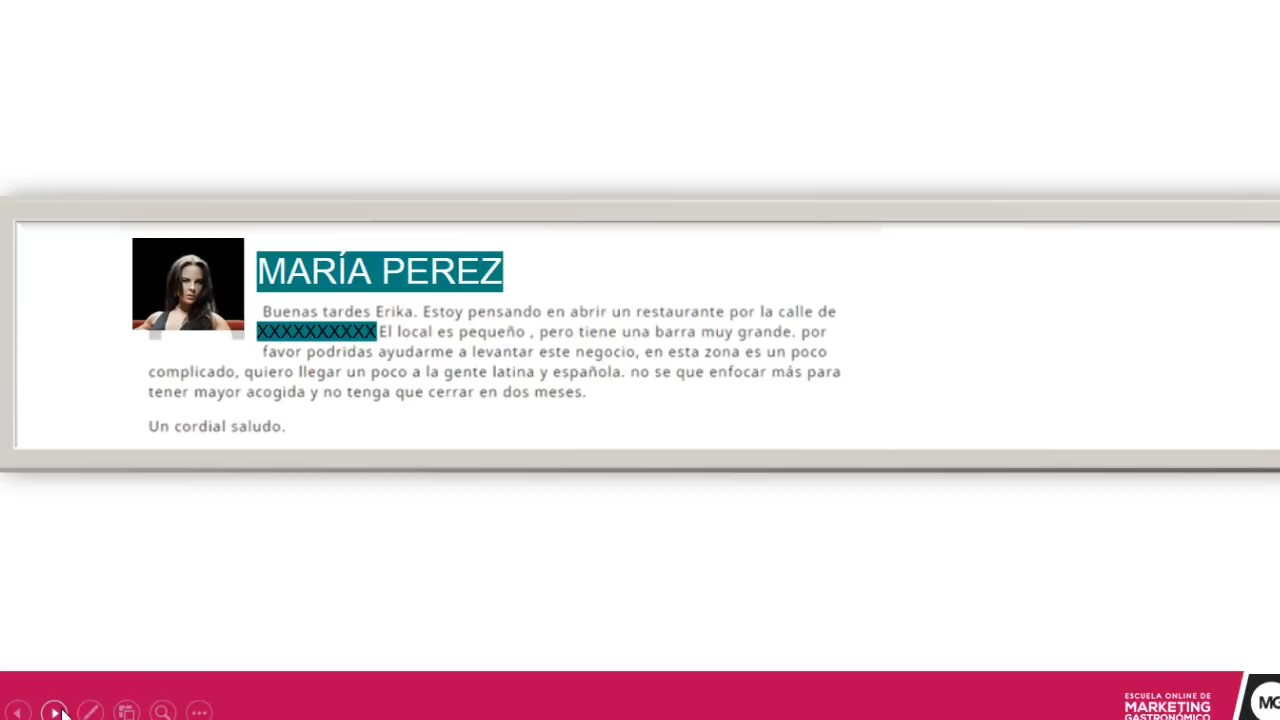 MARÍA PEREZ
Buenas tardes Erika. Estoy pensando en abrir un restaurante por la calle de
XXXXXXXXXX El local es pequeño , pero tiene una barra muy grande. por
favor podridas ayudarme a levantar este negocio, en esta zona es un poco
complicado, quiero llegar un poco a la gente latina y española. no se que enfocar más para
tener mayor acogida y no tenga que cerrar en dos meses.
Un cordial saludo.
ESCUELA ONLINE DE
MARKETING
GASTRONÓMICO
MG